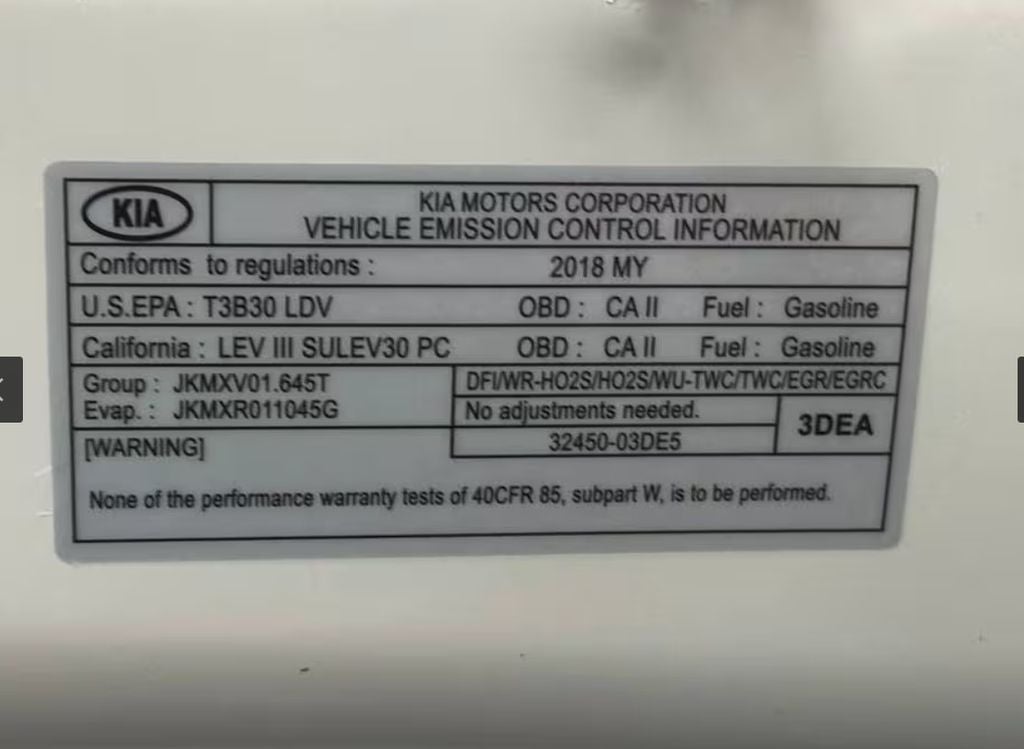 KIA
KIA MOTORS CORPORATION
VEHICLE EMISSION CONTROL INFORMATION
Conforms to regulations : 2018 MY
U.S.EPA : T3B30 LDV OBD : CA II Fuel : Gasoline
California : LEV III SULEV30 PC OBD : CA II Fuel : Gasoline
Group : JKMXV01.645T
Evap. : JKMXR011045G
DFI/WR-HO2S/HO2S/WU-TWC/TWC/EGR/EGRC
No adjustments needed.
32450-03DE5
3DEA
[WARNING]
None of the performance warranty tests of 40CFR 85, subpart W, is to be performed.